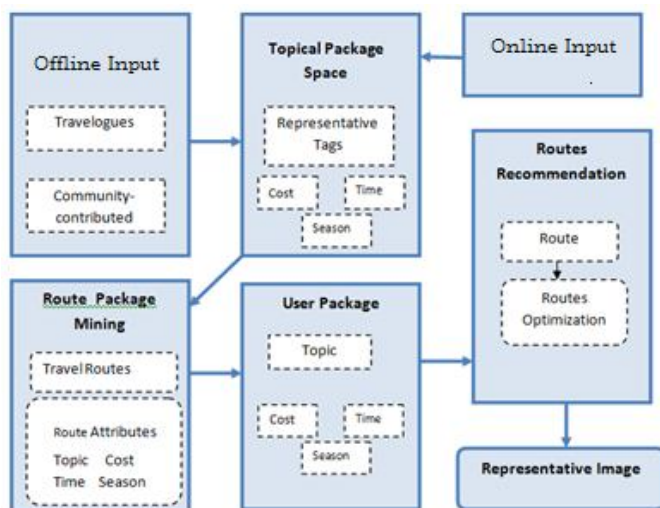 Offline Input
Travelogues
Community-
contributed
Topical Package
Space
Representative
Tags
Cost
Time
Season
Online Input
.
Routes
Recommendation
Route
Routes
Optimization
Route Package
Mining
Travel Routes
Route Attributes
Topic Cost
Time Season
User Package
Topic
Cost
Time
Season
Representative Image